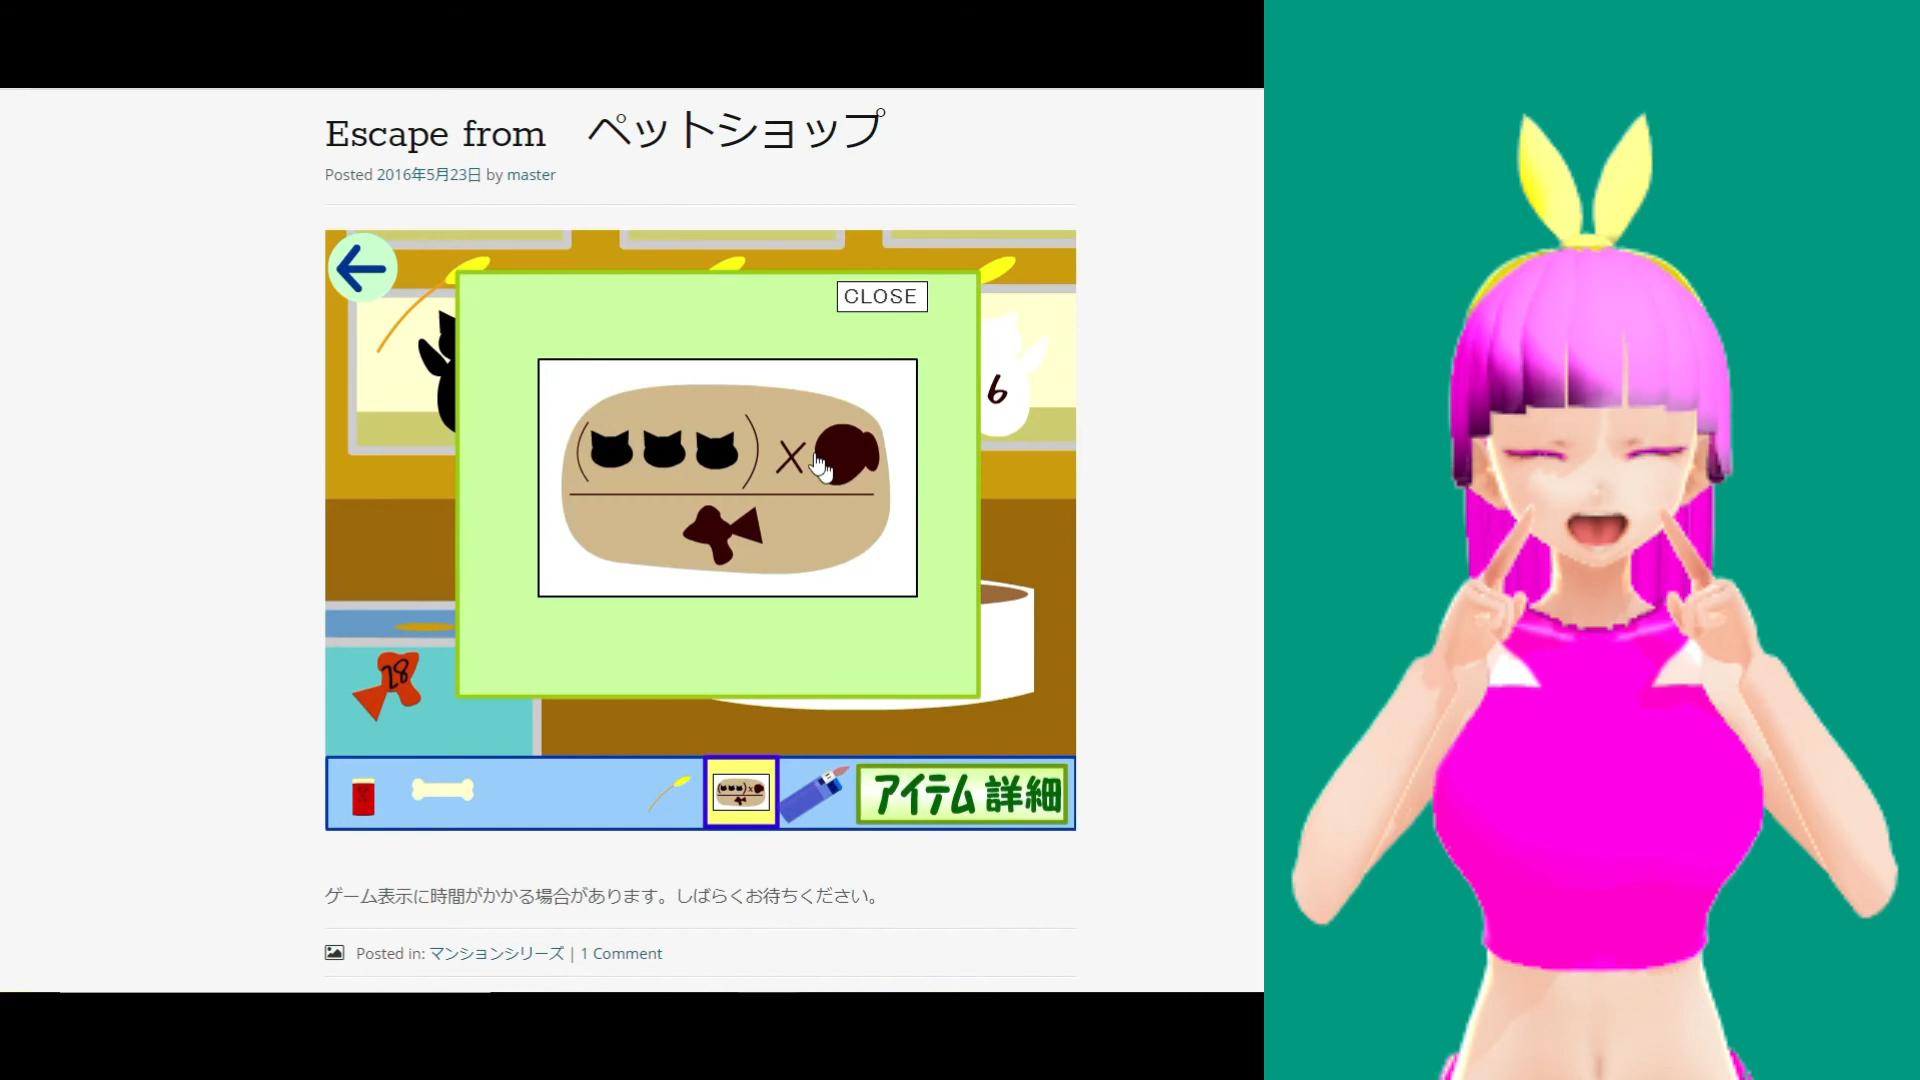 Escape from　ペットショップ
Posted 2016年5月23日 by master
CLOSE
6
( ) ×
28
アイテム詳細
ゲーム表示に時間がかかる場合があります。しばらくお待ちください。
Posted in: マンションシリーズ | 1 Comment